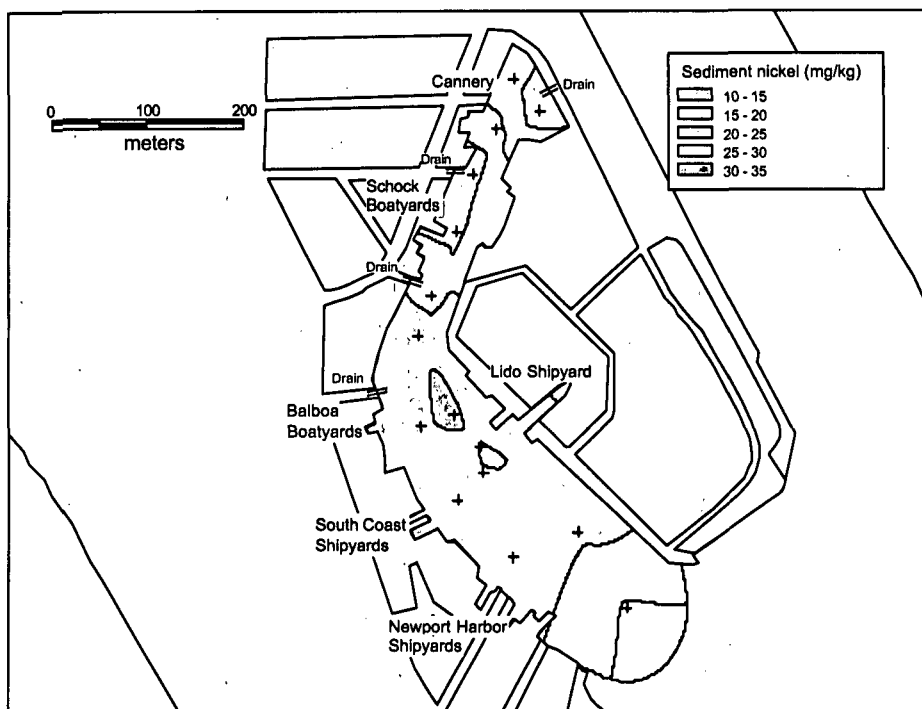 Cannery
Drain
0 100 200
meters
Sediment nickel (mg/kg)
10 - 15
15 - 20
20 - 25
25 - 30
30 - 35
Drain
Schock
Boatyards
Drain
Lido Shipyard
Drain
Balboa
Boatyards
South Coast
Shipyards
Newport Harbor
Shipyards